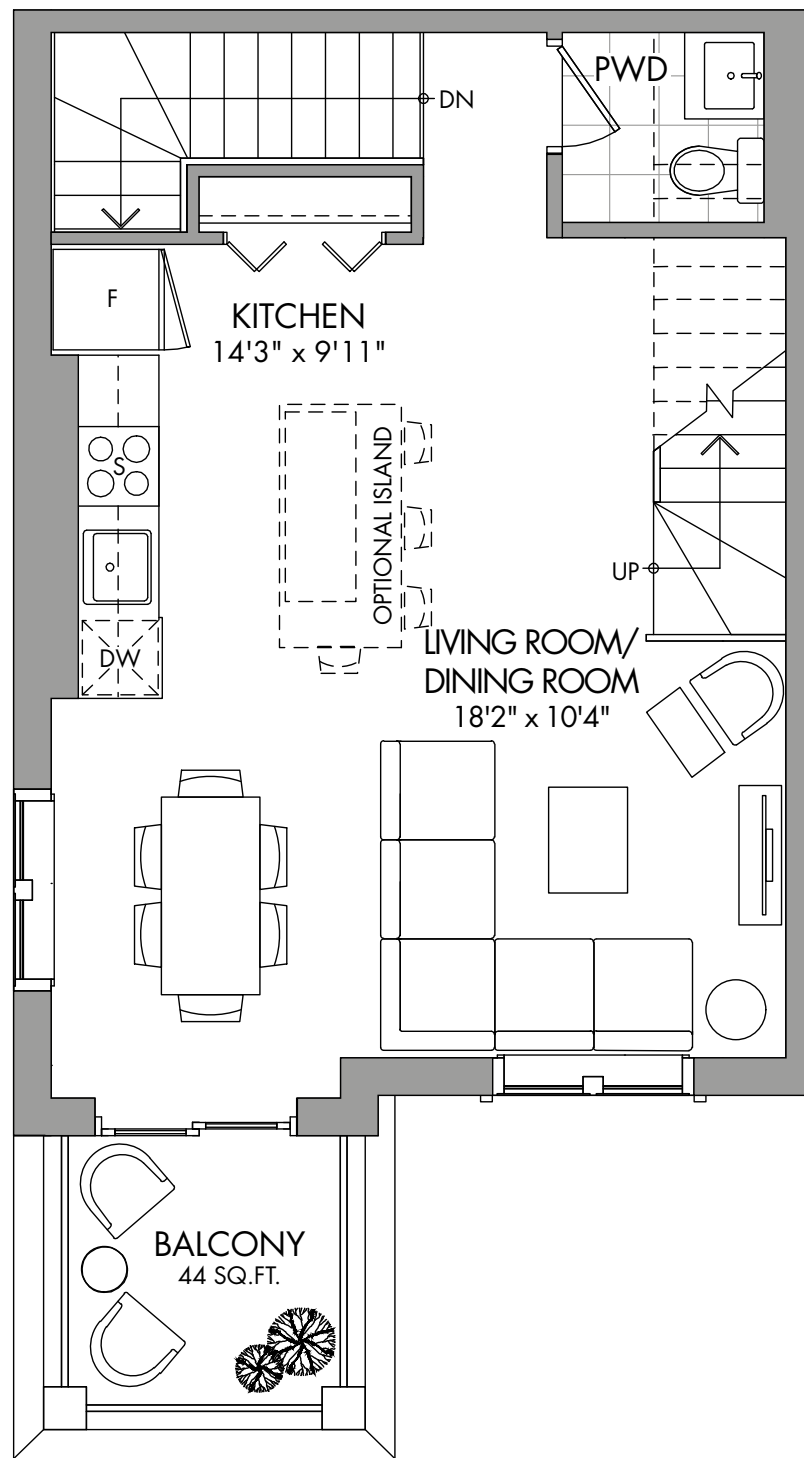 PWD
DN
F
KITCHEN
14'3" x 9'11"
S
OPTIONAL ISLAND
UP
DW
LIVING ROOM/
DINING ROOM
18'2" x 10'4"
BALCONY
44 SQ.FT.